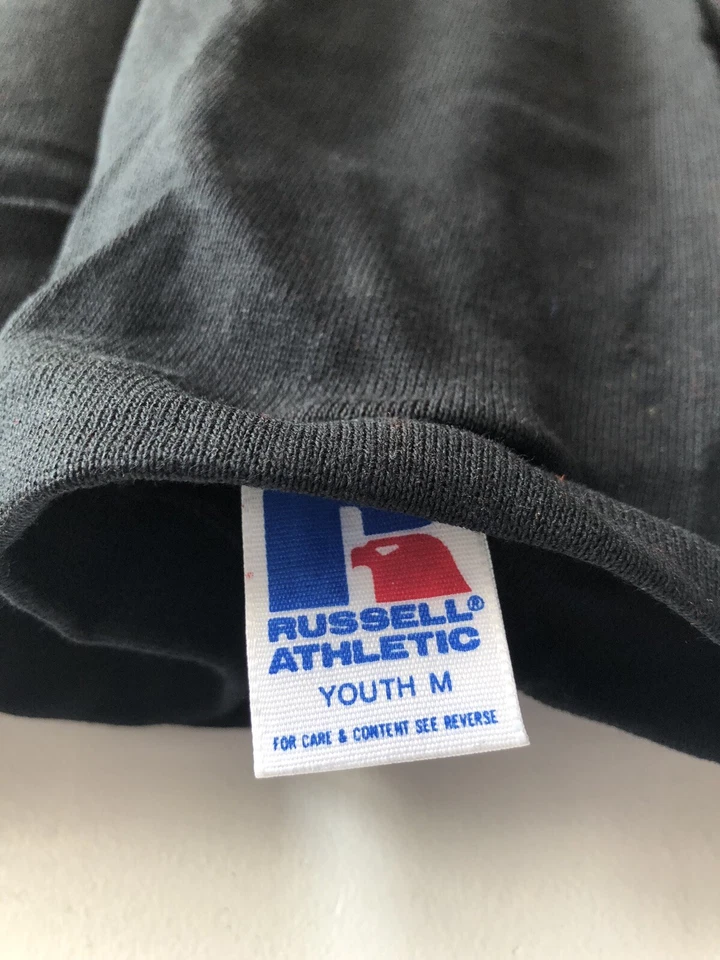 RUSSELL®
ATHLETIC
YOUTH M
FOR CARE & CONTENT SEE REVERSE